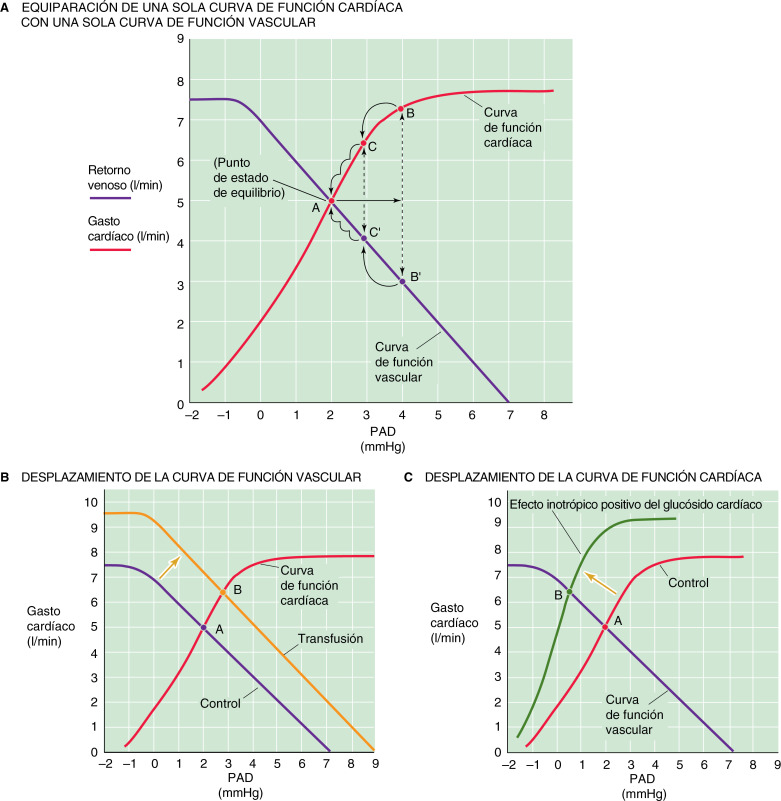 A EQUIPARACIÓN DE UNA SOLA CURVA DE FUNCIÓN CARDÍACA
CON UNA SOLA CURVA DE FUNCIÓN VASCULAR
9
8
7
6
5
4
3
2
1
0
Retorno
venoso (l/min)
Gasto
cardíaco (l/min)
(Punto
de estado
de equilibrio)
A
B
C
C'
B'
Curva
de función
cardíaca
Curva
de función
vascular
–2 –1 0 1 2 3 4 5 6 7 8
PAD
(mmHg)
B DESPLAZAMIENTO DE LA CURVA DE FUNCIÓN VASCULAR
10
9
8
7
6
5
4
3
2
1
0
Gasto
cardíaco
(l/min)
Curva
de función
cardíaca
B
A
Transfusión
Control
–2 –1 0 1 2 3 4 5 6 7 8 9
PAD
(mmHg)
C DESPLAZAMIENTO DE LA CURVA DE FUNCIÓN CARDÍACA
10
9
8
7
6
5
4
3
2
1
0
Gasto
cardíaco
(l/min)
Efecto inotrópico positivo del glucósido cardíaco
Control
B
A
Curva
de función
vascular
–2 –1 0 1 2 3 4 5 6 7 8
PAD
(mmHg)